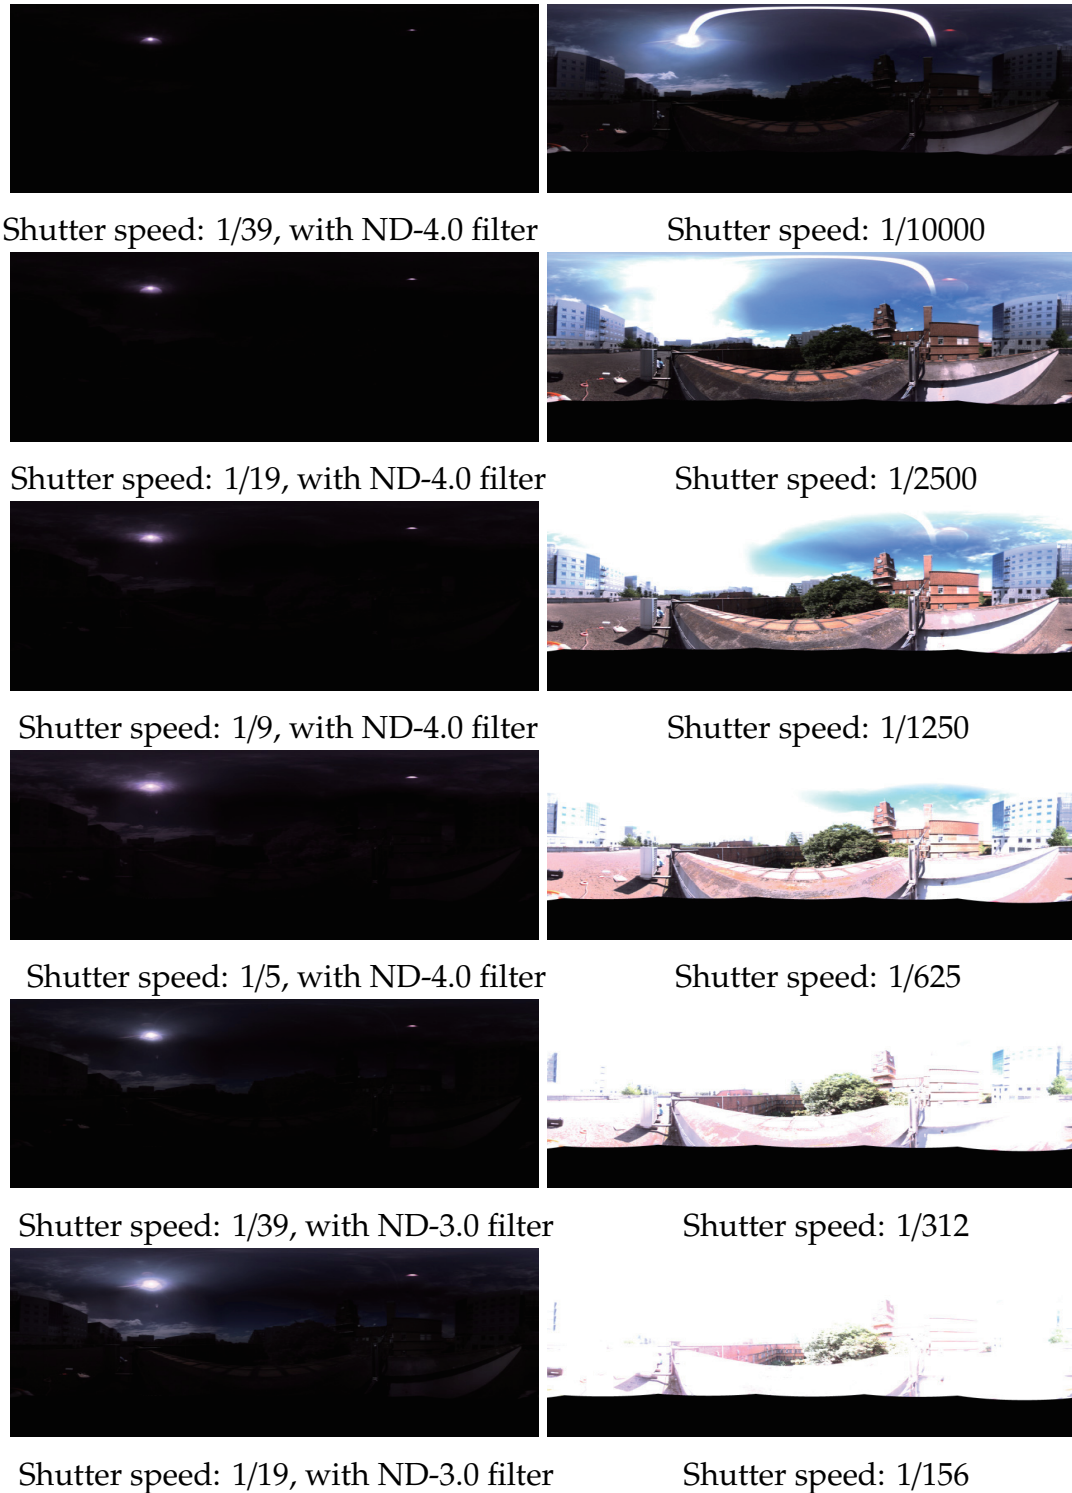 Shutter speed: 1/39, with ND-4.0 filter
Shutter speed: 1/10000
Shutter speed: 1/19, with ND-4.0 filter
Shutter speed: 1/2500
Shutter speed: 1/9, with ND-4.0 filter
Shutter speed: 1/1250
Shutter speed: 1/5, with ND-4.0 filter
Shutter speed: 1/625
Shutter speed: 1/39, with ND-3.0 filter
Shutter speed: 1/312
Shutter speed: 1/19, with ND-3.0 filter
Shutter speed: 1/156